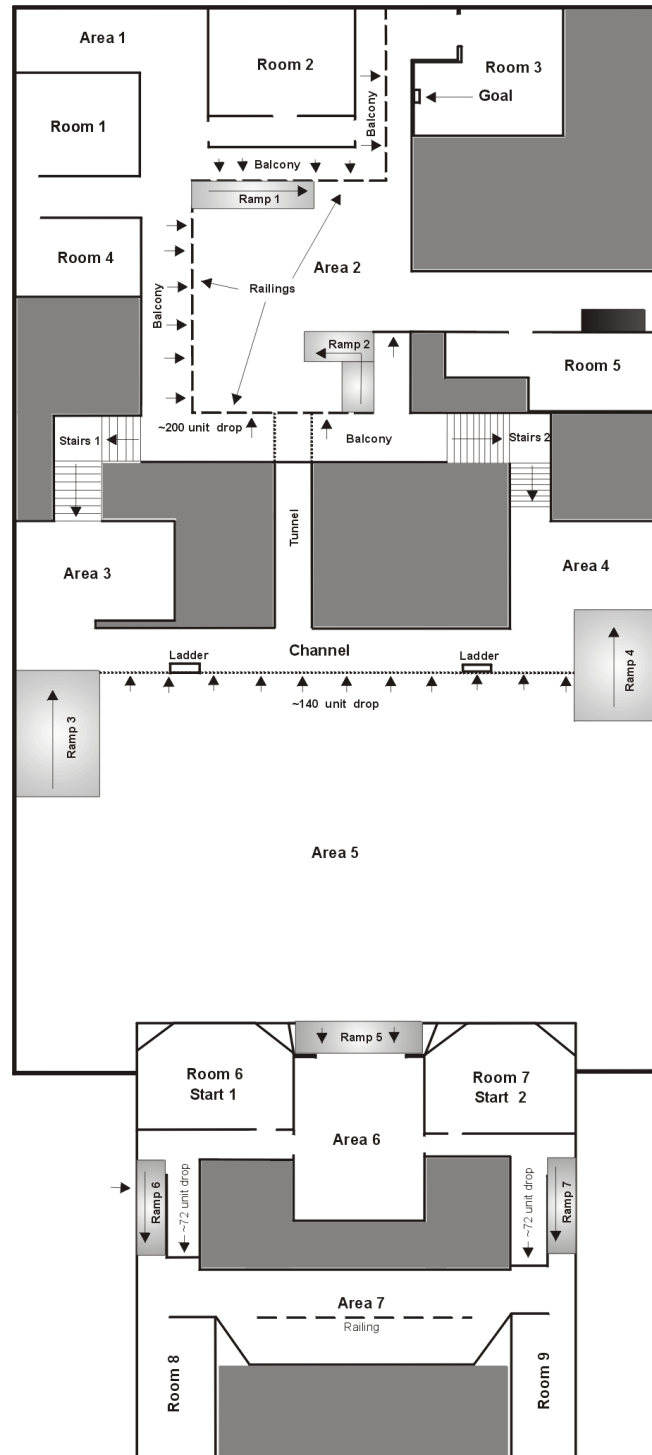 Area 1
Room 2
Room 3
Goal
Room 1
Balcony
Balcony
Ramp 1
Room 4
Area 2
Railings
Balcony
Ramp 2
Room 5
~200 unit drop
Stairs 1
Balcony
Stairs 2
Tunnel
Area 3
Area 4
Channel
Ladder
Ladder
Ramp 4
~140 unit drop
Ramp 3
Area 5
Ramp 5
Room 6
Start 1
Room 7
Start 2
Area 6
Ramp 6
~72 unit drop
~72 unit drop
Ramp 7
Area 7
Railing
Room 8
Room 9